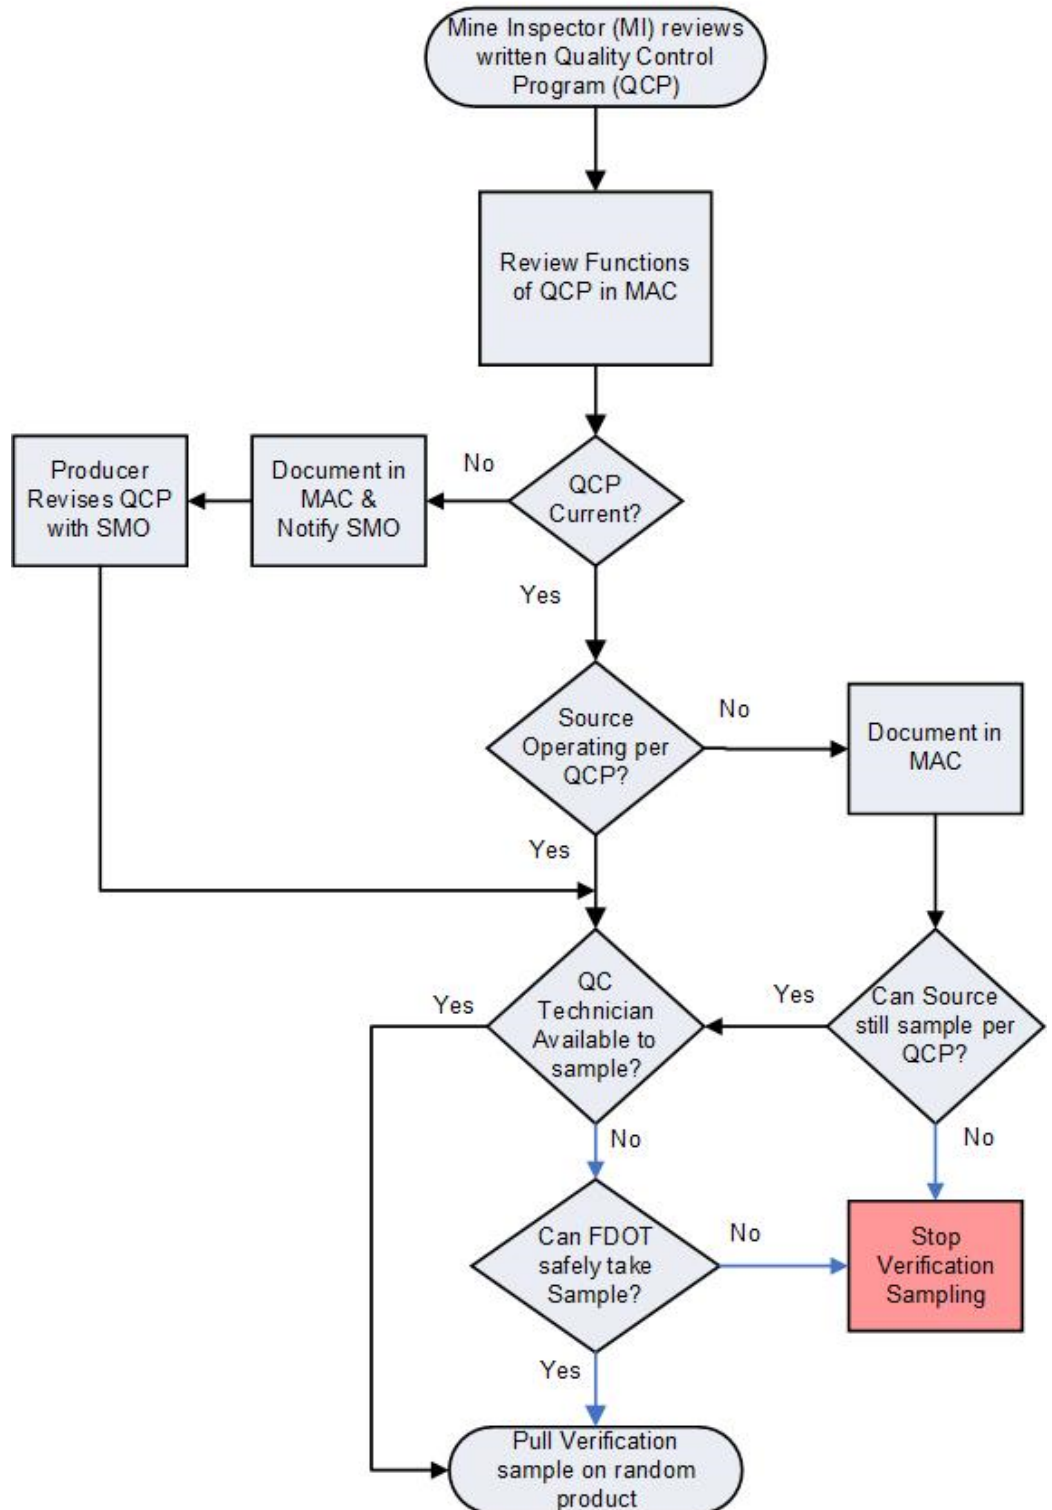 Mine Inspector (MI) reviews
written Quality Control
Program (QCP)
Review Functions
of QCP in MAC
Producer
Revises QCP
with SMO
Document in
MAC &
Notify SMO
No
QCP
Current?
Yes
Source
Operating per
QCP?
No
Document in
MAC
Yes
QC
Technician
Available to
sample?
Yes
Yes
Can Source
still sample per
QCP?
No
No
Can FDOT
safely take
Sample?
No
Stop
Verification
Sampling
Yes
Pull Verification
sample on random
product